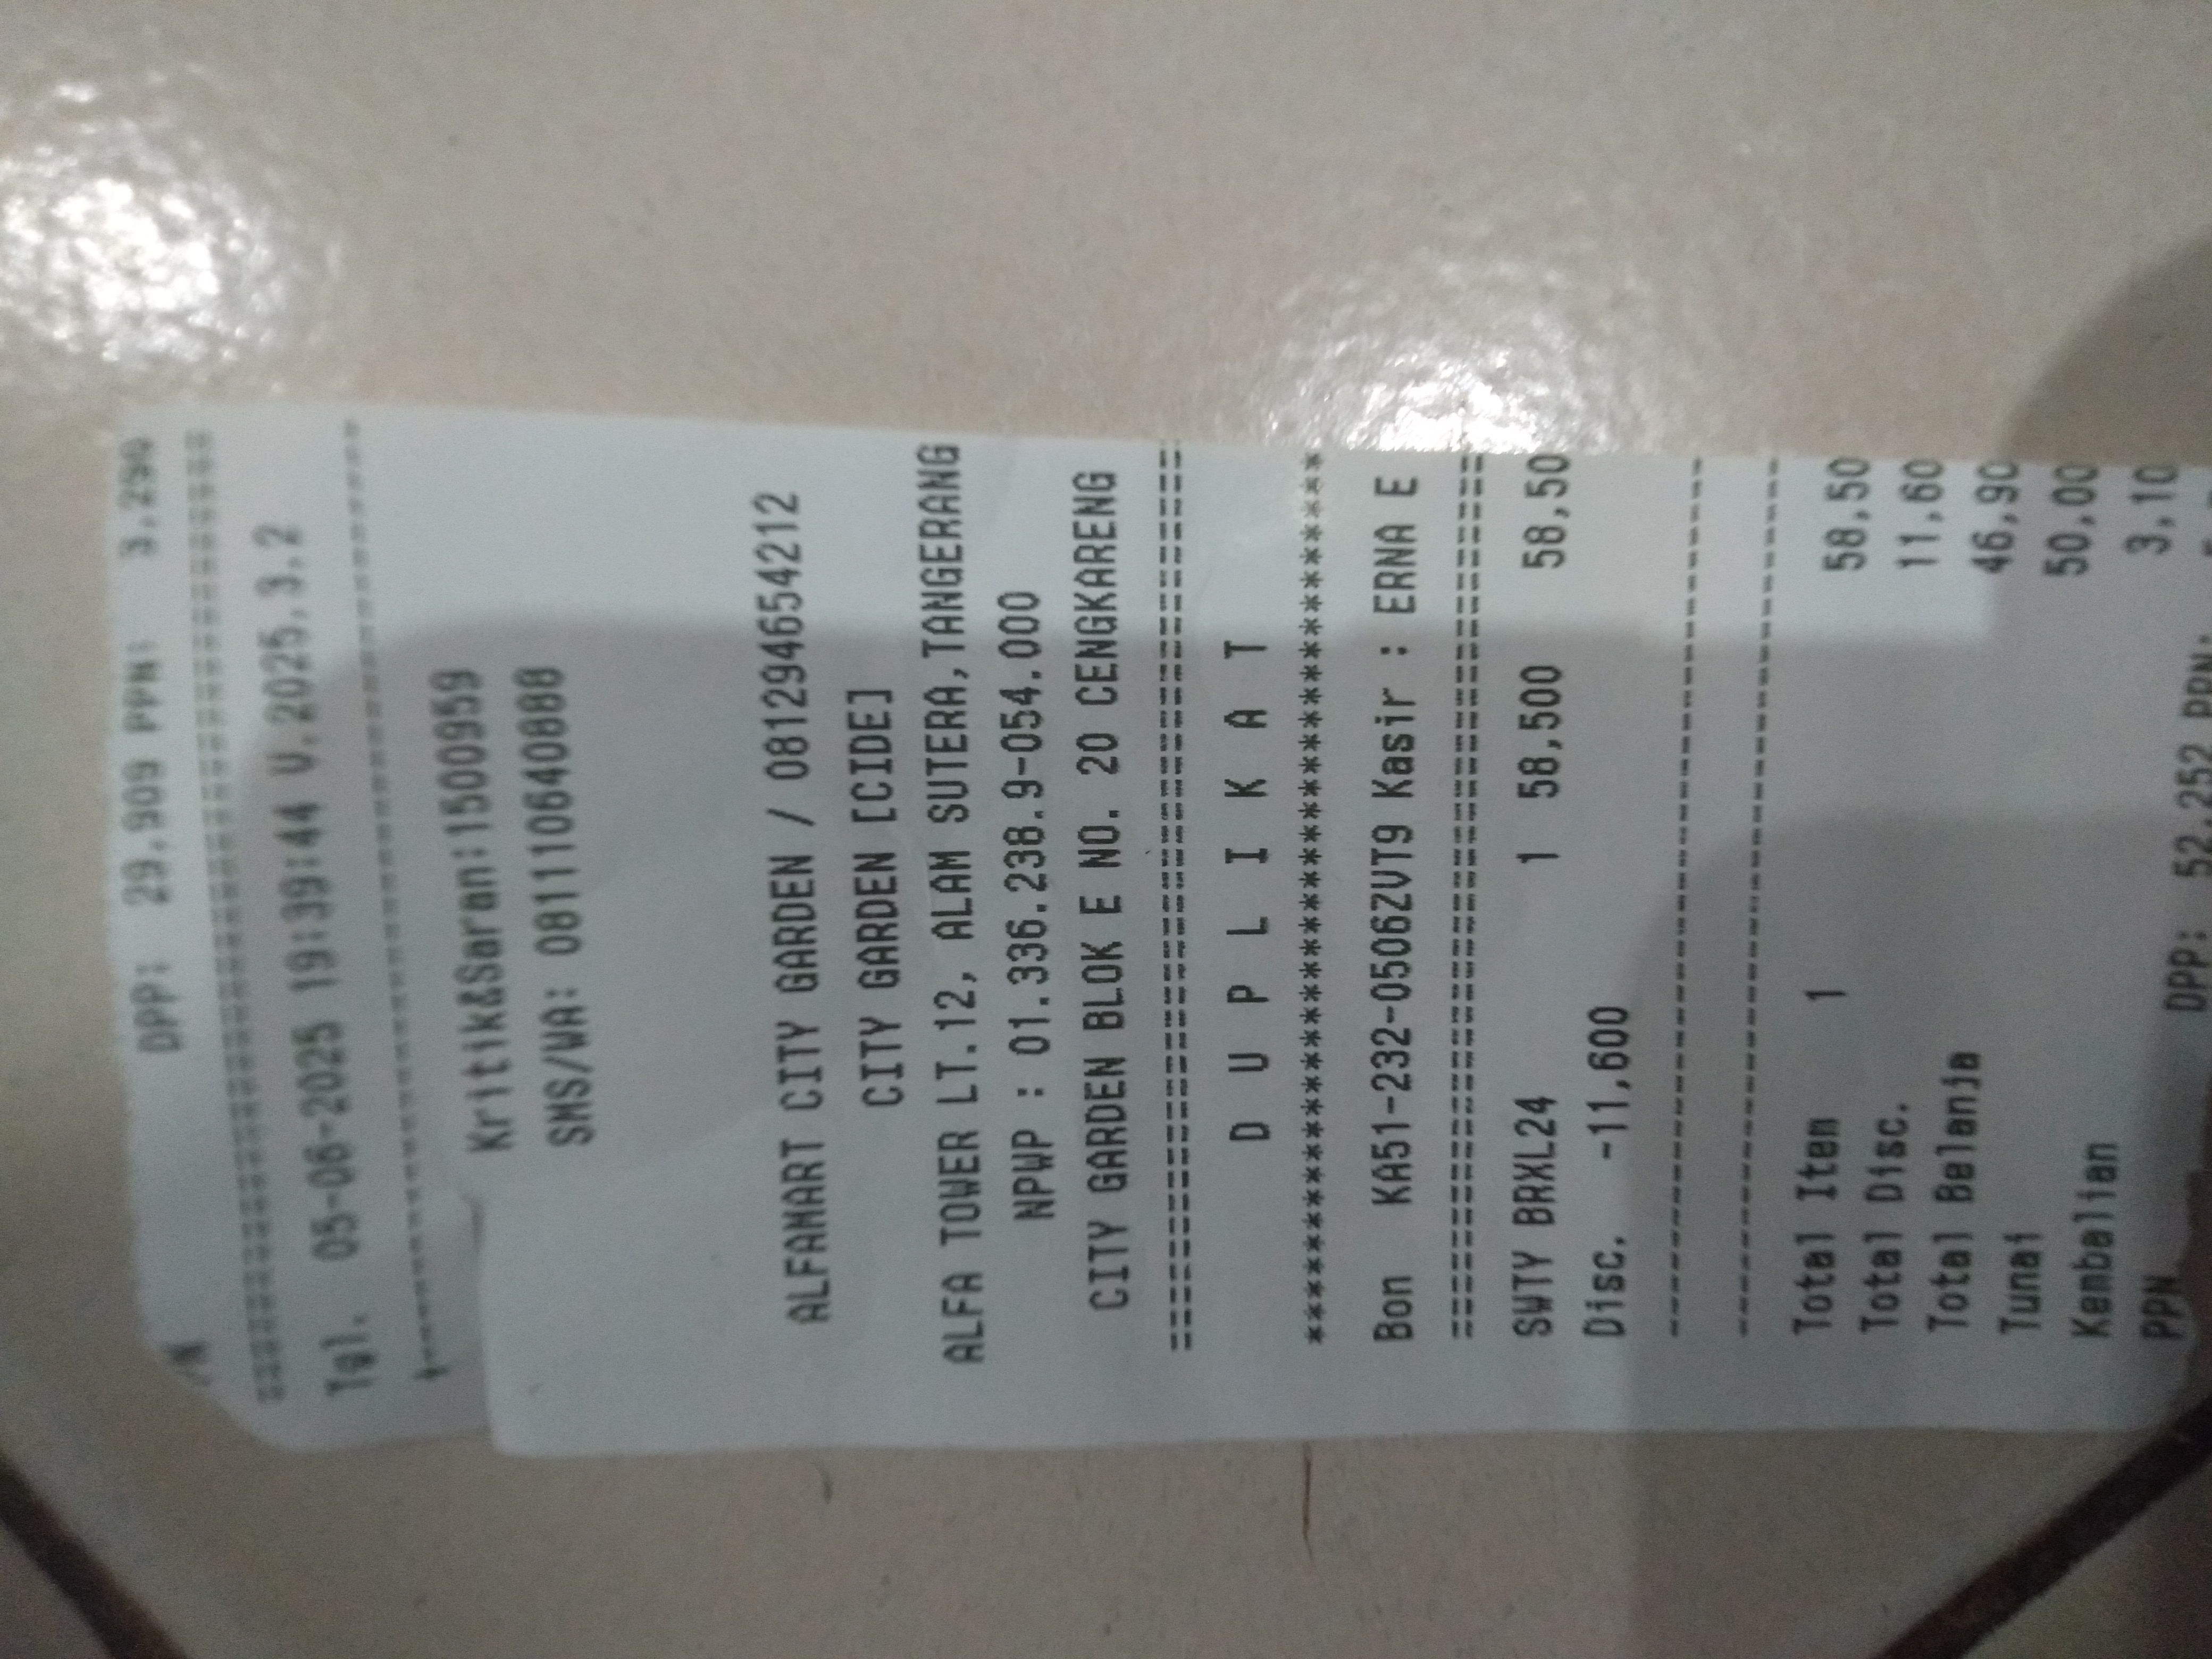 DPP: 29,909 PPN: 3,290
Tgl. 05-06-2025 19:39:44 V.2025.3.2
Kritik&Saran:1500959
SMS/WA: 081110640888
ALFAMART CITY GARDEN / 081294654212
CITY GARDEN [CIDE]
ALFA TOWER LT.12, ALAM SUTERA,TANGERANG
NPWP : 01.336.238.9-054.000
CITY GARDEN BLOK E NO. 20 CENGKARENG
=======================================
D U P L I K A T
***************************************
Bon KA51-232-0506ZVT9 Kasir : ERNA E
=======================================
SWTY BRXL24 1 58,500 58,50
Disc. -11,600
---------------------------------------
---------------------------------------
Total Item 1 58,50
Total Disc. 11,60
Total Belanja 46,90
Tunai 50,00
Kembalian 3,10
PPN DPP: 52,252 PPN: